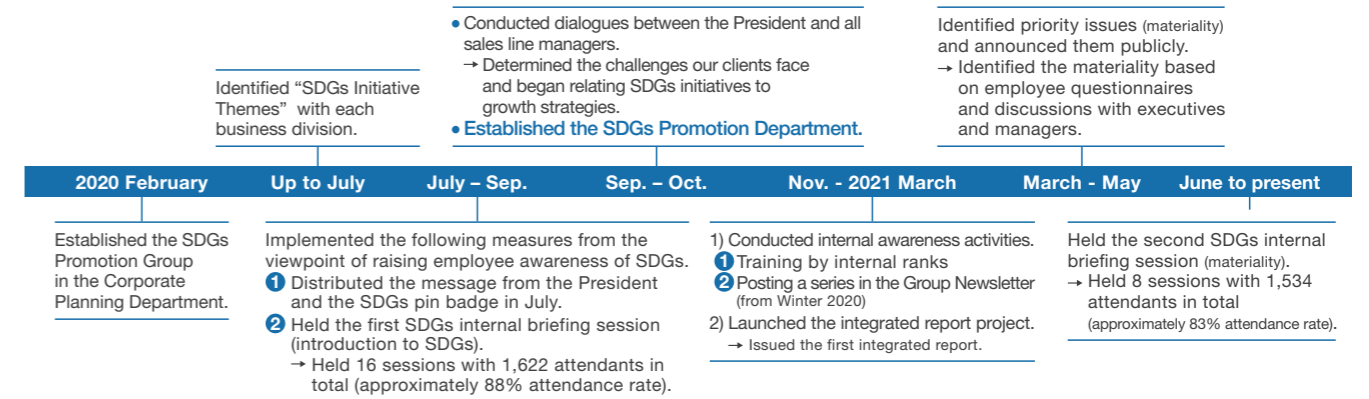 ● Conducted dialogues between the President and all
sales line managers.
→ Determined the challenges our clients face
and began relating SDGs initiatives to
growth strategies.
● Established the SDGs Promotion Department.
Identified priority issues (materiality)
and announced them publicly.
→ Identified the materiality based
on employee questionnaires
and discussions with executives
and managers.
Identified “SDGs Initiative
Themes” with each
business division.
2020 February
Up to July
July – Sep.
Sep. – Oct.
Nov. - 2021 March
March - May
June to present
Established the SDGs
Promotion Group
in the Corporate
Planning Department.
Implemented the following measures from the
viewpoint of raising employee awareness of SDGs.
❶ Distributed the message from the President
and the SDGs pin badge in July.
❷ Held the first SDGs internal briefing session
(introduction to SDGs).
→ Held 16 sessions with 1,622 attendants in
total (approximately 88% attendance rate).
1) Conducted internal awareness activities.
❶ Training by internal ranks
❷ Posting a series in the Group Newsletter
(from Winter 2020)
2) Launched the integrated report project.
→ Issued the first integrated report.
Held the second SDGs internal
briefing session (materiality).
→ Held 8 sessions with 1,534
attendants in total
(approximately 83% attendance rate).